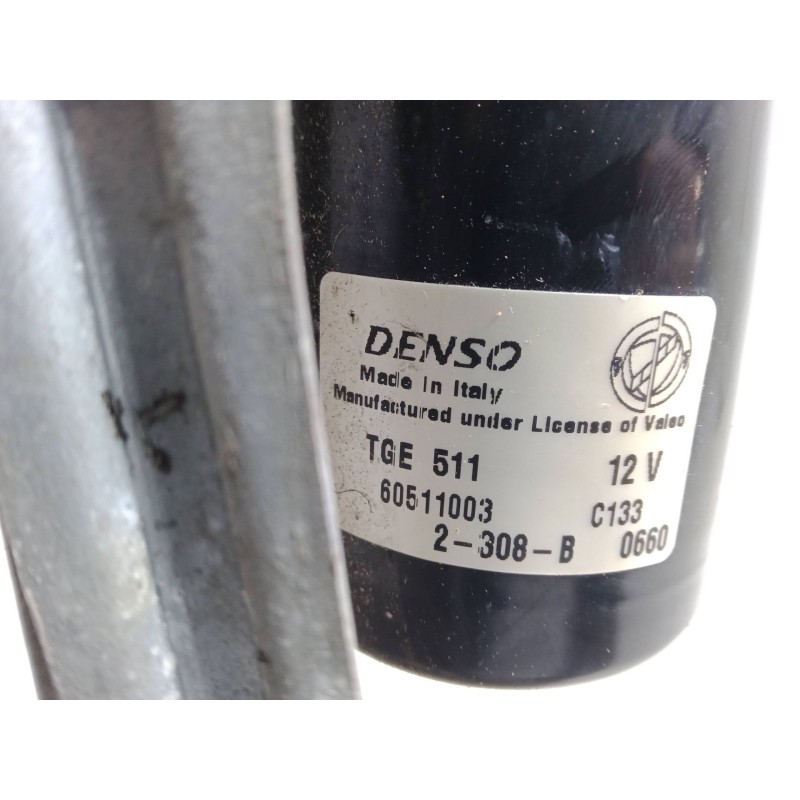 DENSO
Made in Italy
Manufactured under License of Valeo
TGE 511 12 V
60511003 C133
2-308-B 0660